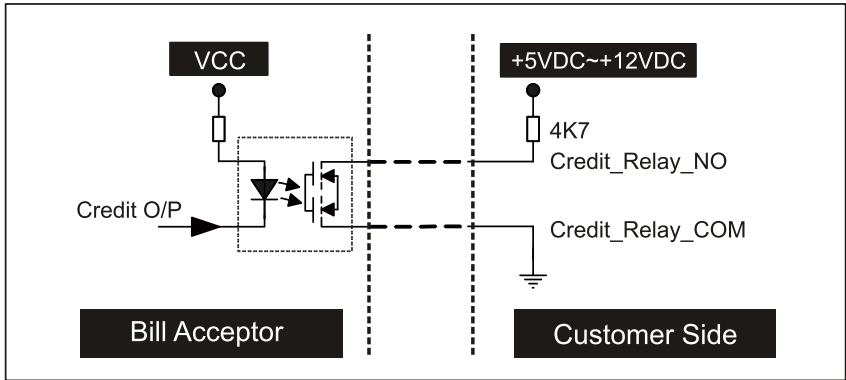 VCC
+5VDC~+12VDC
4K7
Credit_Relay_NO
Credit O/P
Credit_Relay_COM
Bill Acceptor
Customer Side